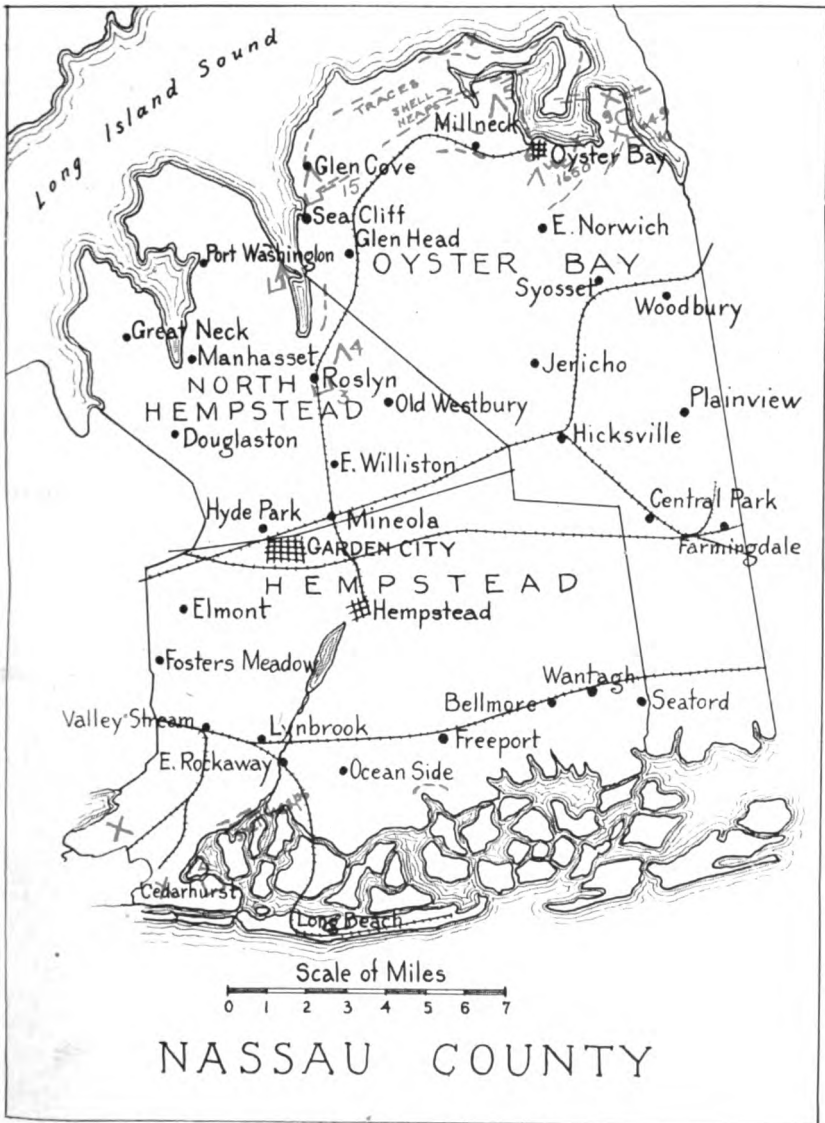 Long Island Sound
TRACES
SHELL
HEAPS
Millneck
Oyster Bay
1650
Glen Cove
15
Sea Cliff
Glen Head
E. Norwich
Port Washington
OYSTER BAY
Syosset
Woodbury
Great Neck
Manhasset
4
Jericho
NORTH
Roslyn
3
HEMPSTEAD
Old Westbury
Plainview
Douglaston
Hicksville
E. Williston
Central Park
Hyde Park
Mineola
Farmingdale
GARDEN CITY
HEMPSTEAD
Elmont
Hempstead
Fosters Meadow
Wantagh
Bellmore
Seaford
Valley Stream
Lynbrook
Freeport
E. Rockaway
Ocean Side
Cedarhurst
Long Beach
Scale of Miles
0 1 2 3 4 5 6 7
NASSAU COUNTY